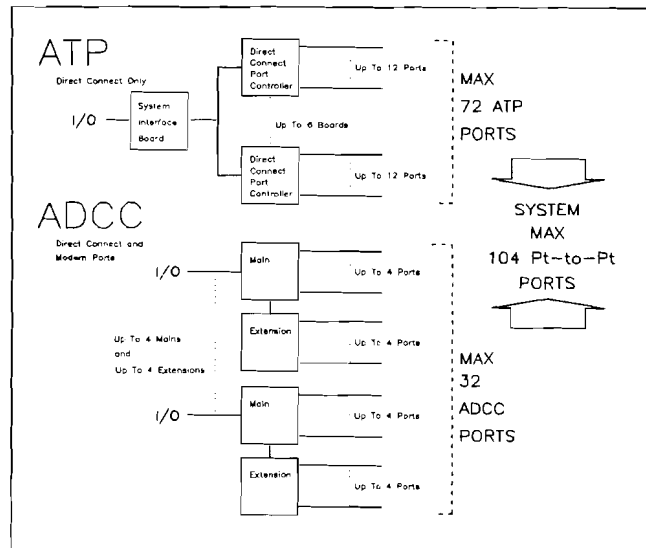 ATP
Direct Connect Only
I/O
System
Interface
Board
Direct
Connect
Port
Controller
Up To 12 Ports
Up To 6 Boards
Direct
Connect
Port
Controller
Up To 12 Ports
MAX
72 ATP
PORTS
SYSTEM
MAX
104 Pt-to-Pt
PORTS
ADCC
Direct Connect and
Modem Ports
I/O
Main
Up To 4 Ports
Extension
Up To 4 Ports
Up To 4 Mains
and
Up To 4 Extensions
I/O
Main
Up To 4 Ports
Extension
Up To 4 Ports
MAX
32
ADCC
PORTS